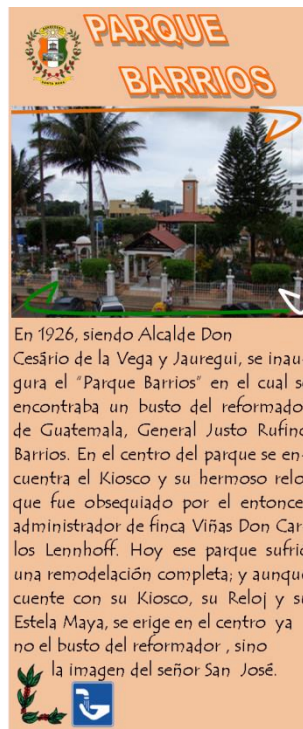 PARQUE
BARRIOS
En 1926, siendo Alcalde Don
Cesário de la Vega y Jauregui, se inau-
gura el "Parque Barrios" en el cual se
encontraba un busto del reformador
de Guatemala, General Justo Rufino
Barrios. En el centro del parque se en-
cuentra el Kiosco y su hermoso reloj
que fue obsequiado por el entonces
administrador de finca Viñas Don Car-
los Lennhoff. Hoy ese parque sufrió
una remodelación completa; y aunque
cuente con su Kiosco, su Reloj y su
Estela Maya, se erige en el centro ya
no el busto del reformador , sino
la imagen del señor San José.